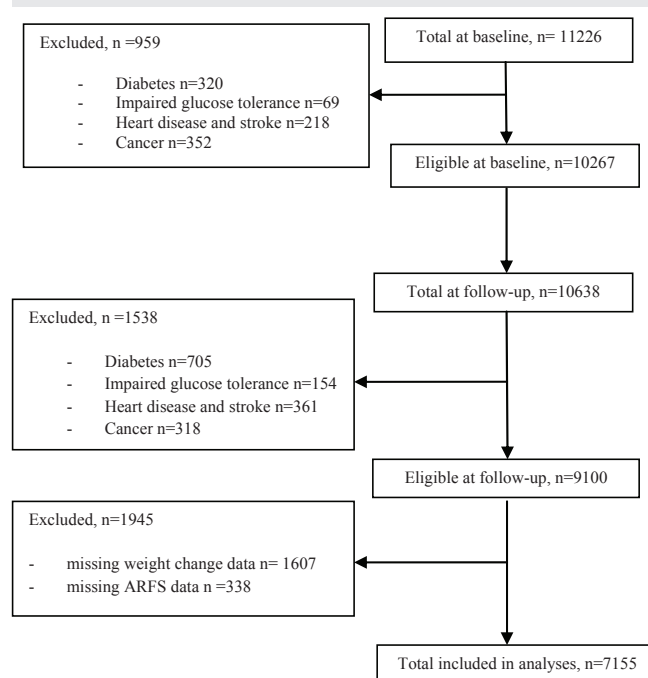 Total at baseline, n= 11226
Excluded, n =959
- Diabetes n=320
- Impaired glucose tolerance n=69
- Heart disease and stroke n=218
- Cancer n=352
Eligible at baseline, n=10267
Total at follow-up, n=10638
Excluded, n =1538
- Diabetes n=705
- Impaired glucose tolerance n=154
- Heart disease and stroke n=361
- Cancer n=318
Eligible at follow-up, n=9100
Excluded, n=1945
- missing weight change data n= 1607
- missing ARFS data n =338
Total included in analyses, n=7155